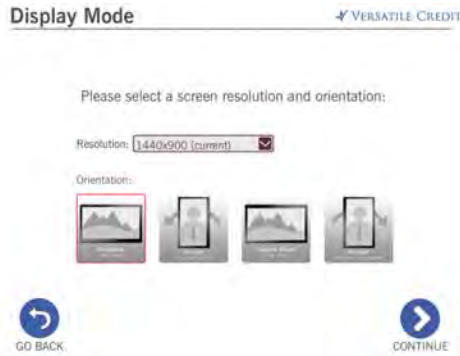 Display Mode
VERSATILE CREDIT
Please select a screen resolution and orientation:
Resolution: 1440x900 (current)
Orientation:
GO BACK
CONTINUE